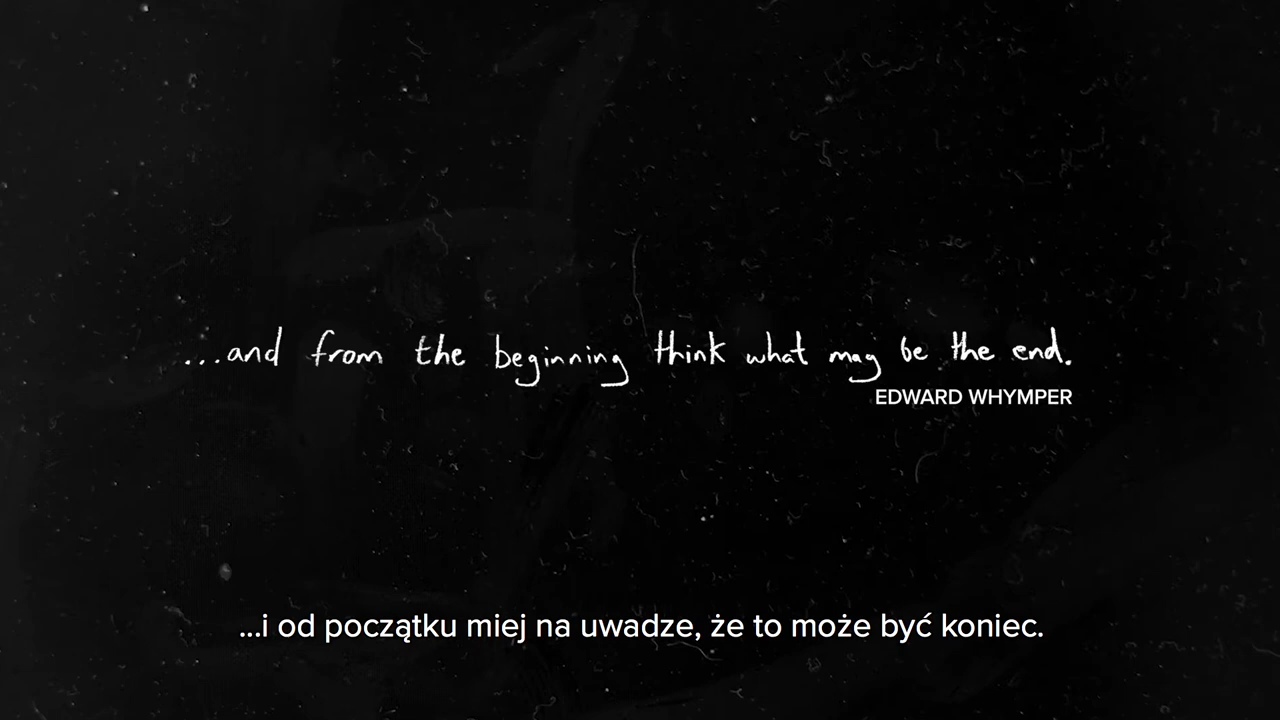 ...and from the beginning think what may be the end.
EDWARD WHYMPER
...i od początku miej na uwadze, że to może być koniec.